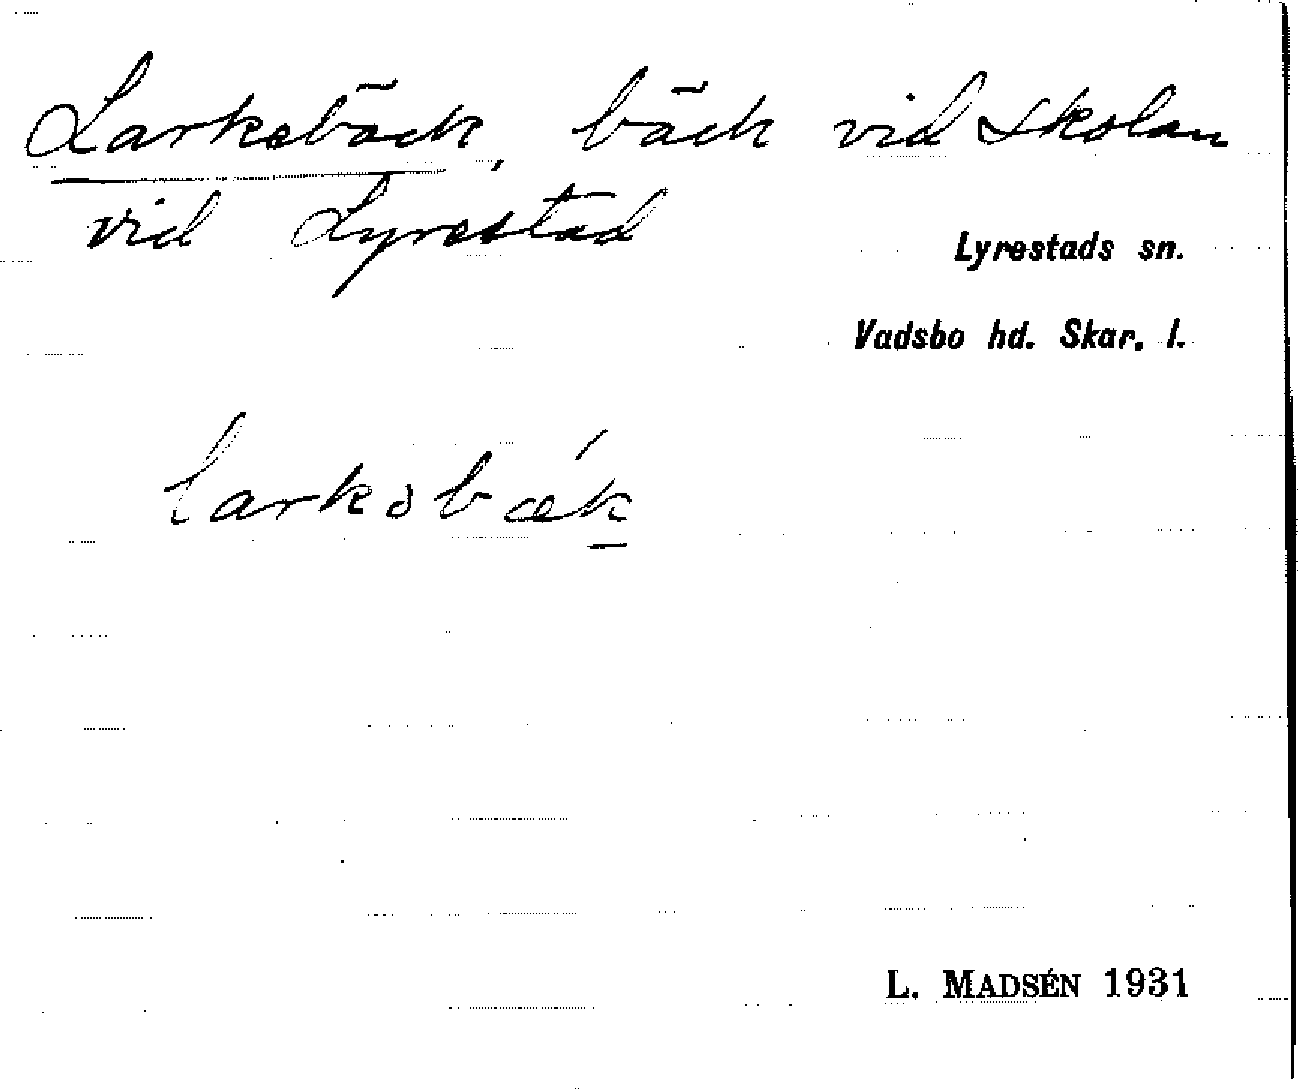 Larkebäck, bäck vid skolan
vid Lyrestad
Lyrestads sn.
Vadsbo hd. Skar. l.
L. MADSÉN 1931